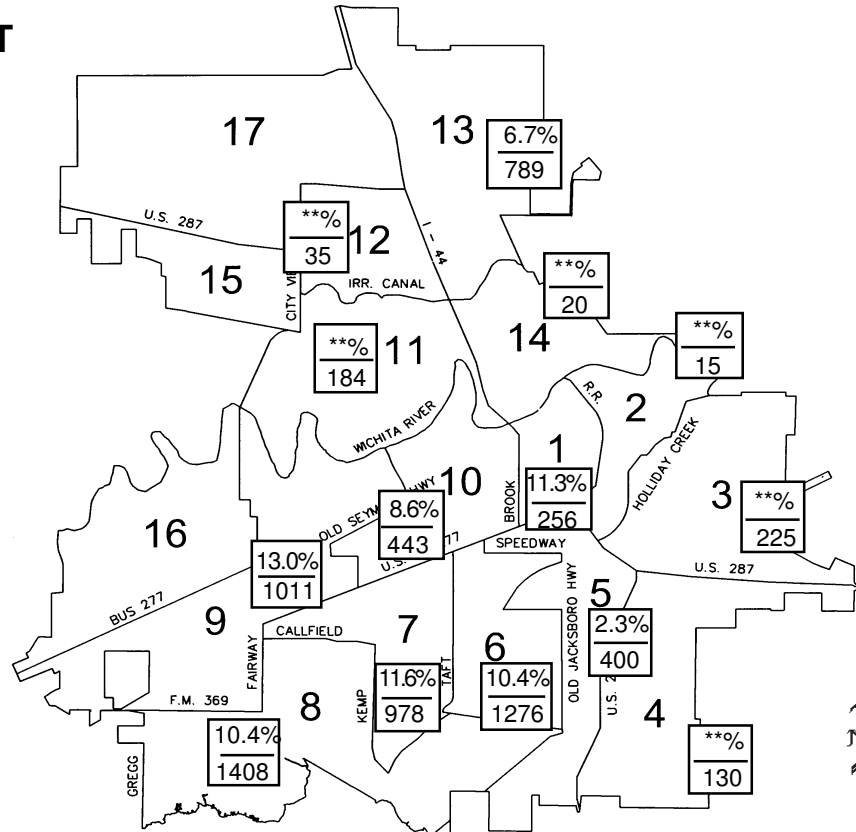 T
17
13
6.7%
789
U.S. 287
**%
35
12
I - 44
15
CITY VIE
IRR. CANAL
**%
20
14
**%
184
11
**%
15
R.R.
2
WICHITA RIVER
HOLLIDAY CREEK
1
10
BROOK
11.3%
256
3
**%
225
16
OLD SEYM
HWY
8.6%
443
U.S.
77
SPEEDWAY
13.0%
1011
U.S. 287
BUS 277
9
FAIRWAY
CALLFIELD
7
6
OLD JACKSBORO HWY
5
2.3%
400
U.S. 2
KEMP
TAFT
11.6%
978
10.4%
1276
F.M. 369
8
4
GREGG
10.4%
1408
**%
130